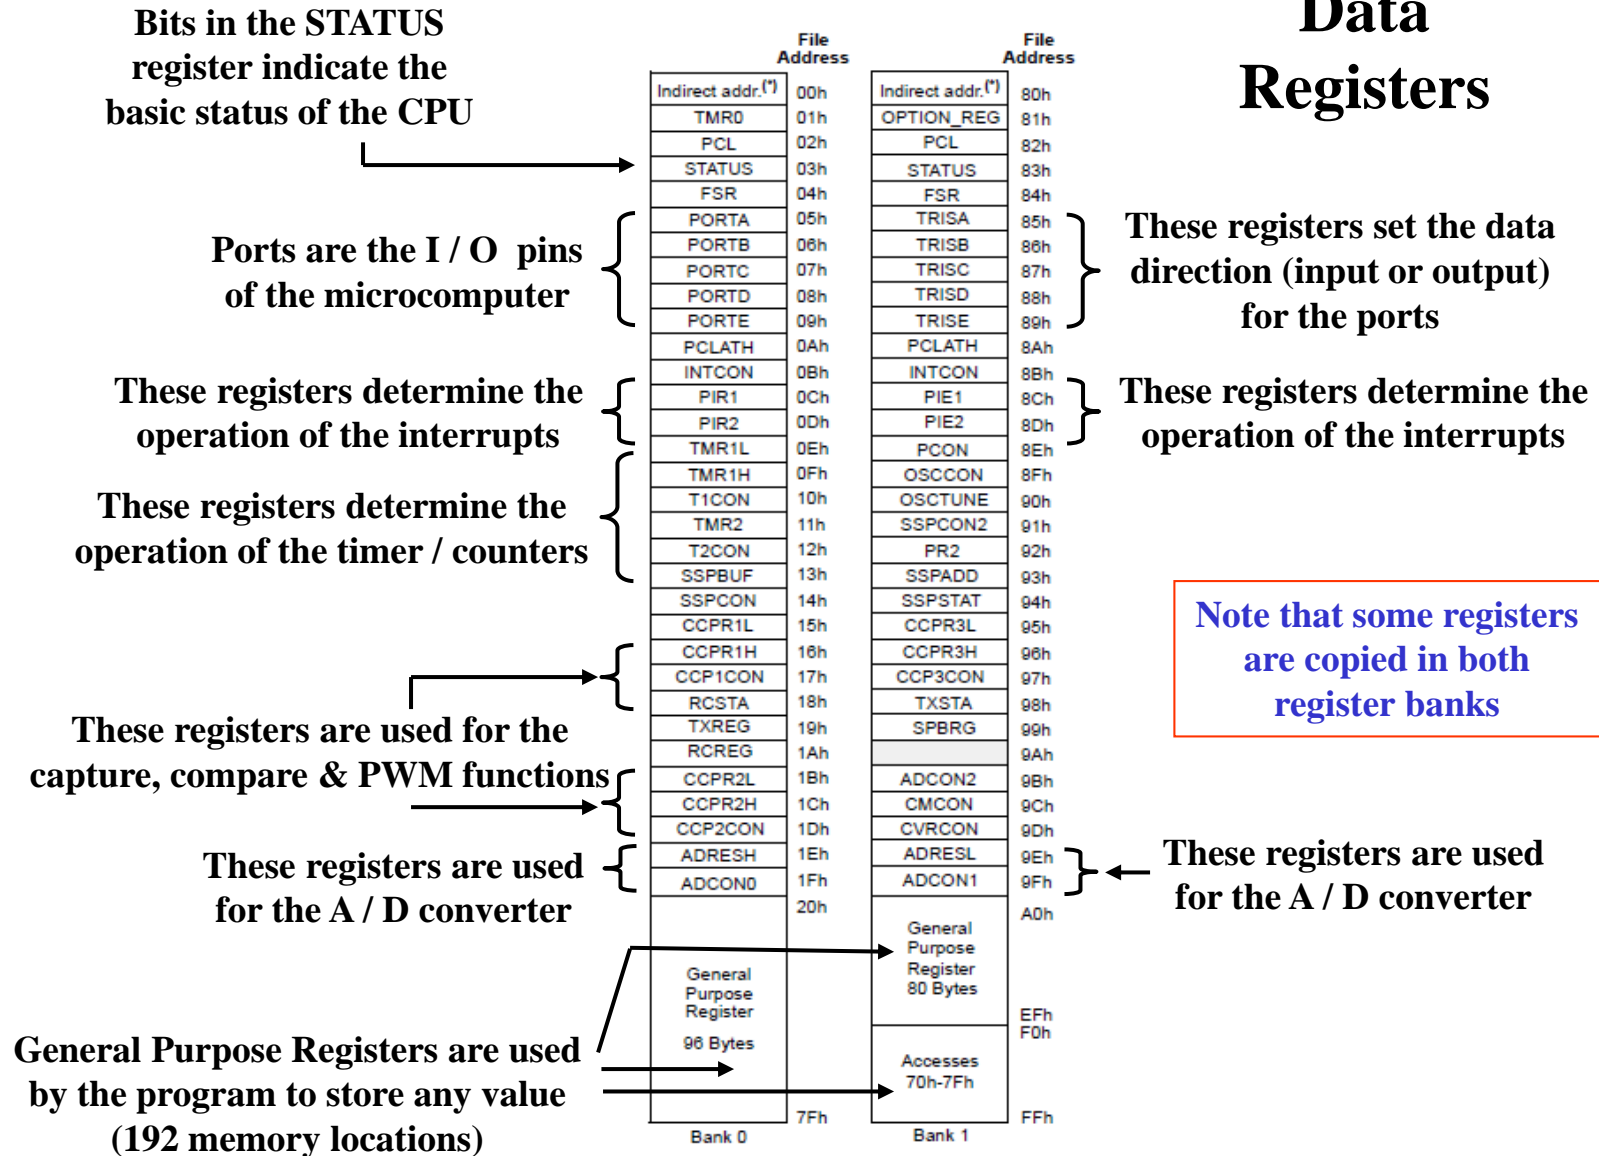 Data
Registers
Bits in the STATUS
register indicate the
basic status of the CPU
Ports are the I / O pins
of the microcomputer
These registers determine the
operation of the interrupts
These registers determine the
operation of the timer / counters
These registers are used for the
capture, compare & PWM functions
These registers are used
for the A / D converter
General Purpose Registers are used
by the program to store any value
(192 memory locations)
File
Address
Indirect addr.(*) 00h
TMR0 01h
PCL 02h
STATUS 03h
FSR 04h
PORTA 05h
PORTB 06h
PORTC 07h
PORTD 08h
PORTE 09h
PCLATH 0Ah
INTCON 0Bh
PIR1 0Ch
PIR2 0Dh
TMR1L 0Eh
TMR1H 0Fh
T1CON 10h
TMR2 11h
T2CON 12h
SSPBUF 13h
SSPCON 14h
CCPR1L 15h
CCPR1H 16h
CCP1CON 17h
RCSTA 18h
TXREG 19h
RCREG 1Ah
CCPR2L 1Bh
CCPR2H 1Ch
CCP2CON 1Dh
ADRESH 1Eh
ADCON0 1Fh
20h
General
Purpose
Register
96 Bytes
7Fh
Bank 0
File
Address
Indirect addr.(*) 80h
OPTION_REG 81h
PCL 82h
STATUS 83h
FSR 84h
TRISA 85h
TRISB 86h
TRISC 87h
TRISD 88h
TRISE 89h
PCLATH 8Ah
INTCON 8Bh
PIE1 8Ch
PIE2 8Dh
PCON 8Eh
OSCCON 8Fh
OSCTUNE 90h
SSPCON2 91h
PR2 92h
SSPADD 93h
SSPSTAT 94h
CCPR3L 95h
CCPR3H 96h
CCP3CON 97h
TXSTA 98h
SPBRG 99h
9Ah
ADCON2 9Bh
CMCON 9Ch
CVRCON 9Dh
ADRESL 9Eh
ADCON1 9Fh
A0h
General
Purpose
Register
80 Bytes
EFh
F0h
Accesses
70h-7Fh
FFh
Bank 1
These registers set the data
direction (input or output)
for the ports
These registers determine the
operation of the interrupts
Note that some registers
are copied in both
register banks
These registers are used
for the A / D converter